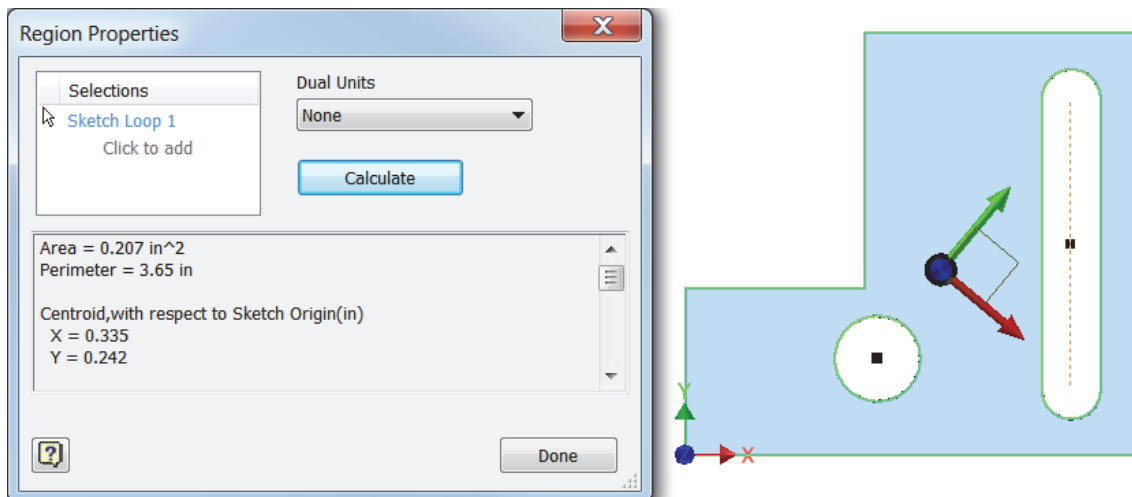 Region Properties
Selections
Sketch Loop 1
Click to add
Dual Units
None
Calculate
Area = 0.207 in^2
Perimeter = 3.65 in
Centroid,with respect to Sketch Origin(in)
X = 0.335
Y = 0.242
Done
Y
X